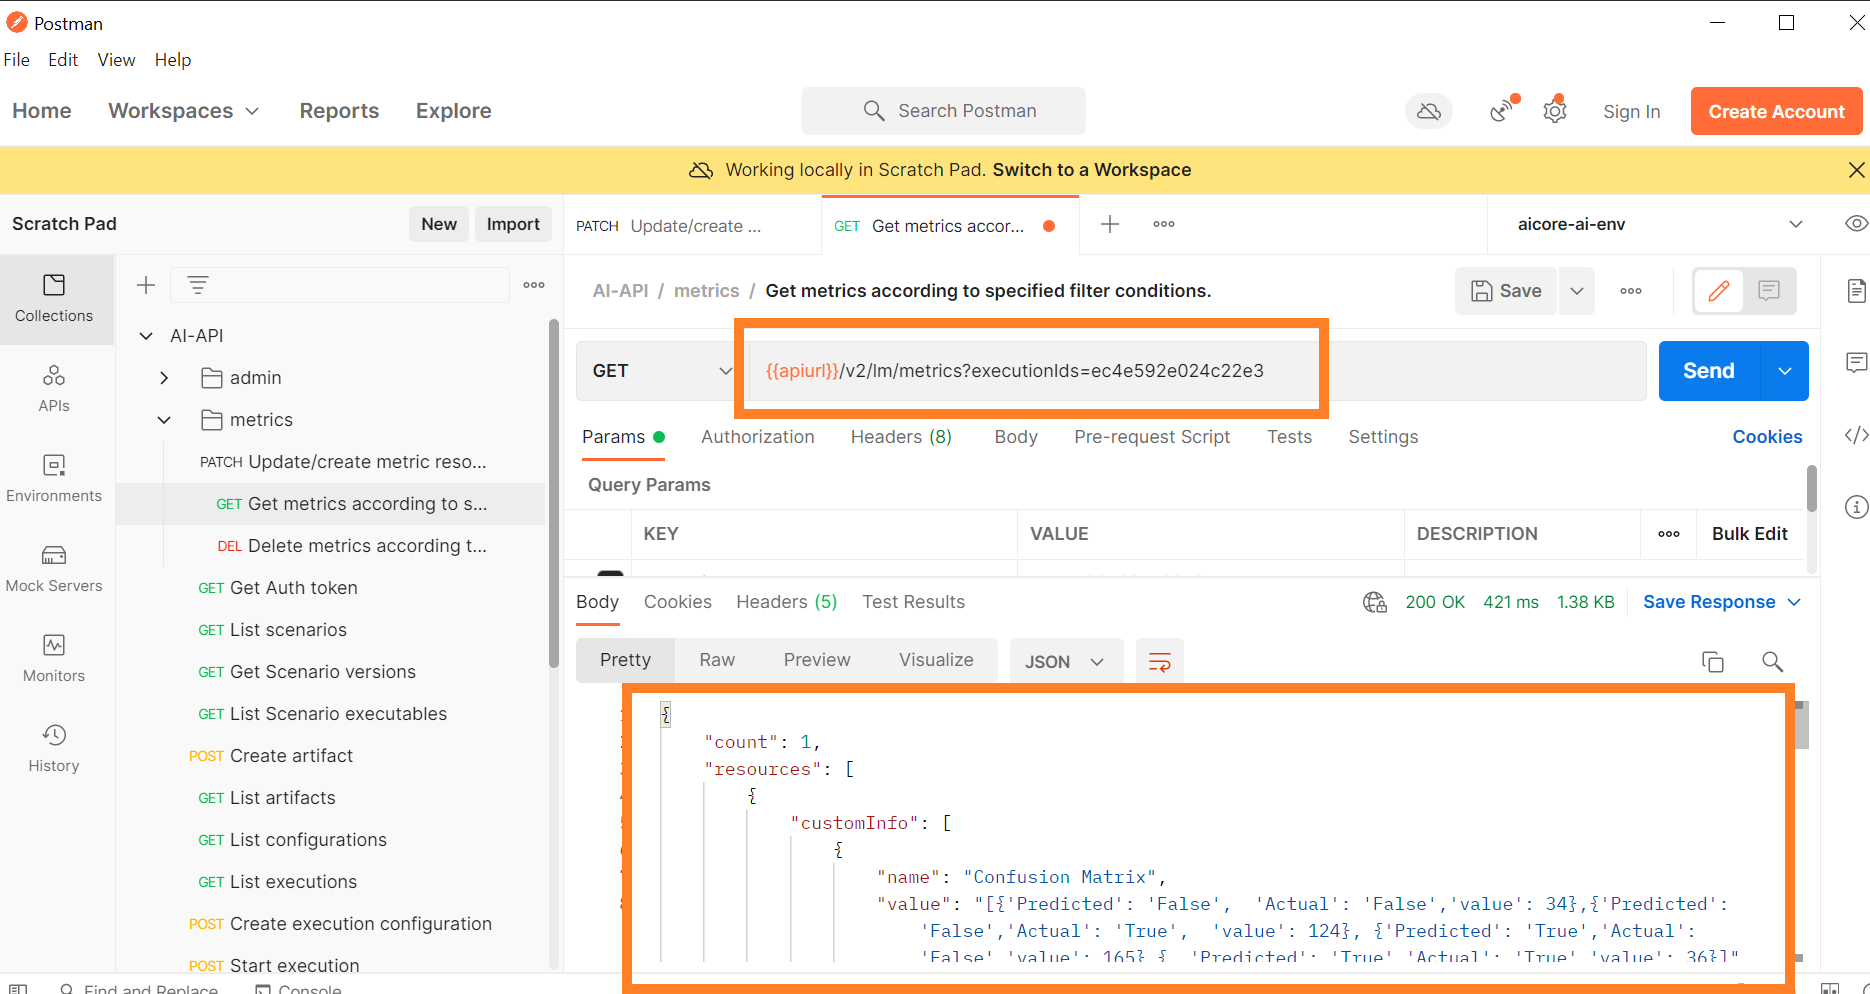 Postman
File Edit View Help
Home Workspaces Reports Explore Search Postman Sign In Create Account
Working locally in Scratch Pad. Switch to a Workspace
Scratch Pad New Import PATCH Update/create ... GET Get metrics accor... aicore-ai-env
AI-API / metrics / Get metrics according to specified filter conditions. Save
GET {{apiurl}}/v2/lm/metrics?executionIds=ec4e592e024c22e3 Send
Params Authorization Headers (8) Body Pre-request Script Tests Settings Cookies
Query Params
KEY VALUE DESCRIPTION Bulk Edit
Body Cookies Headers (5) Test Results 200 OK 421 ms 1.38 KB Save Response
Pretty Raw Preview Visualize JSON
{
"count": 1,
"resources": [
{
"customInfo": [
{
"name": "Confusion Matrix",
"value": "[{'Predicted': 'False', 'Actual': 'False','value': 34},{'Predicted':
'False','Actual': 'True', 'value': 124}, {'Predicted': 'True','Actual':
'False' 'value': 165} { 'Predicted': 'True' 'Actual': 'True' 'value': 36}]"
Collections
APIs
Environments
Mock Servers
Monitors
History
AI-API
admin
metrics
PATCH Update/create metric reso...
GET Get metrics according to s...
DEL Delete metrics according t...
GET Get Auth token
GET List scenarios
GET Get Scenario versions
GET List Scenario executables
POST Create artifact
GET List artifacts
GET List configurations
GET List executions
POST Create execution configuration
POST Start execution
Find and Replace Console